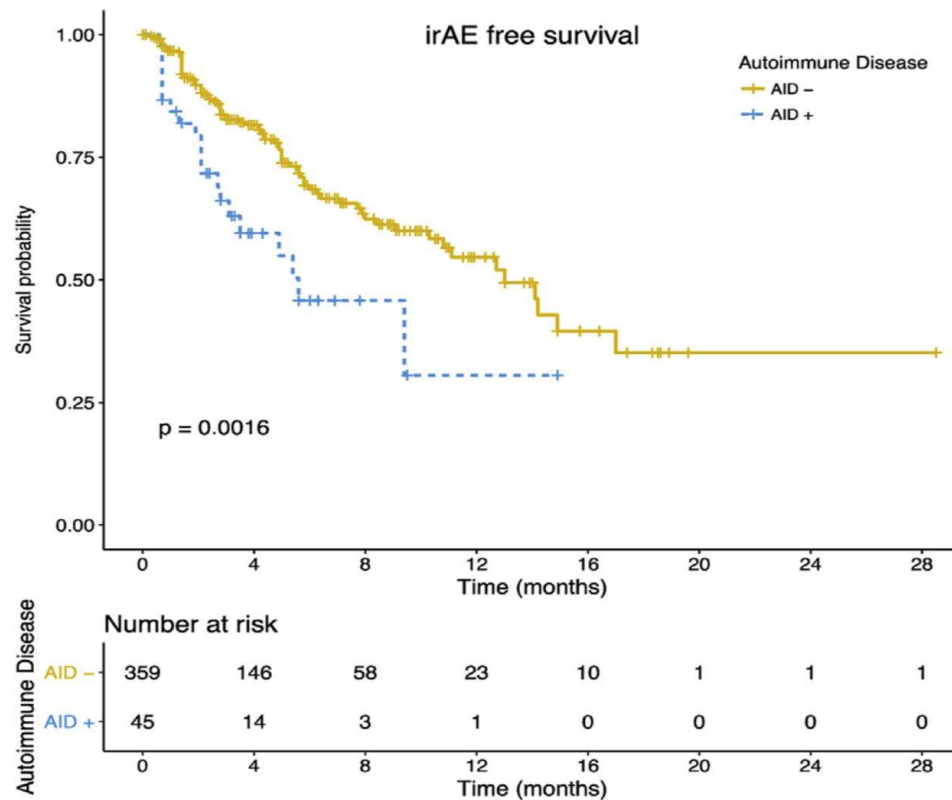 irAE free survival
Autoimmune Disease
AID –
AID +
Survival probability
1.00
0.75
0.50
0.25
0.00
p = 0.0016
0 4 8 12 16 20 24 28
Time (months)
Number at risk
Autoimmune Disease
AID – 359 146 58 23 10 1 1 1
AID + 45 14 3 1 0 0 0 0
0 4 8 12 16 20 24 28
Time (months)